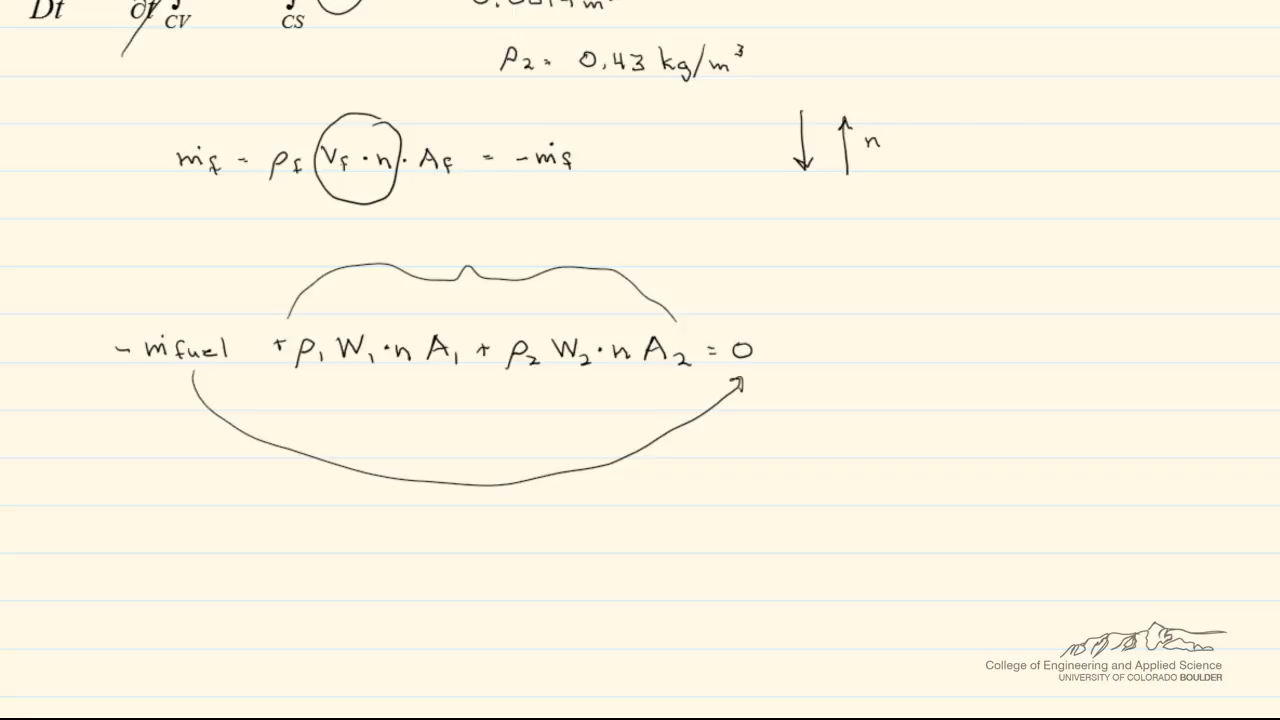 Dt ∂t CV CS
ρ₂ = 0.43 kg/m³
ṁf = ρf (Vf · n) · Af = -ṁf
n
- ṁfuel + ρ₁ W₁ · n A₁ + ρ₂ W₂ · n A₂ = 0
College of Engineering and Applied Science
UNIVERSITY OF COLORADO BOULDER